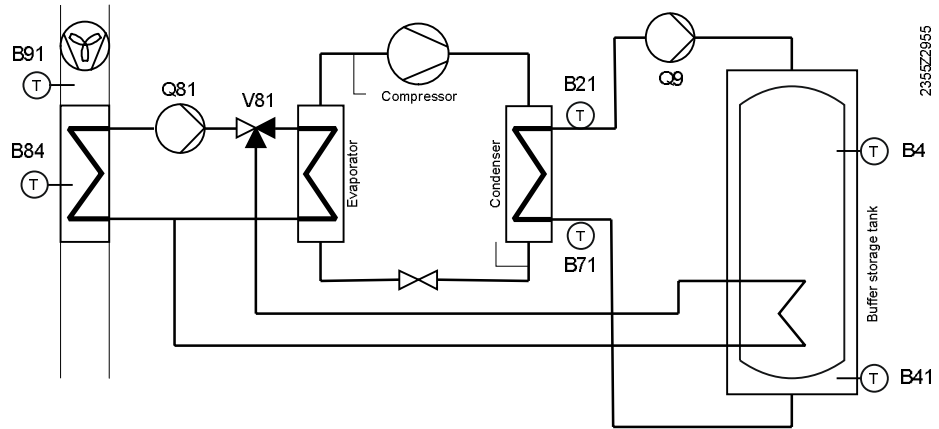 B91
T
Q81
V81
Compressor
B21
T
Q9
2355Z2955
B84
T
Evaporator
Condenser
T
B4
T
B71
Buffer storage tank
T
B41